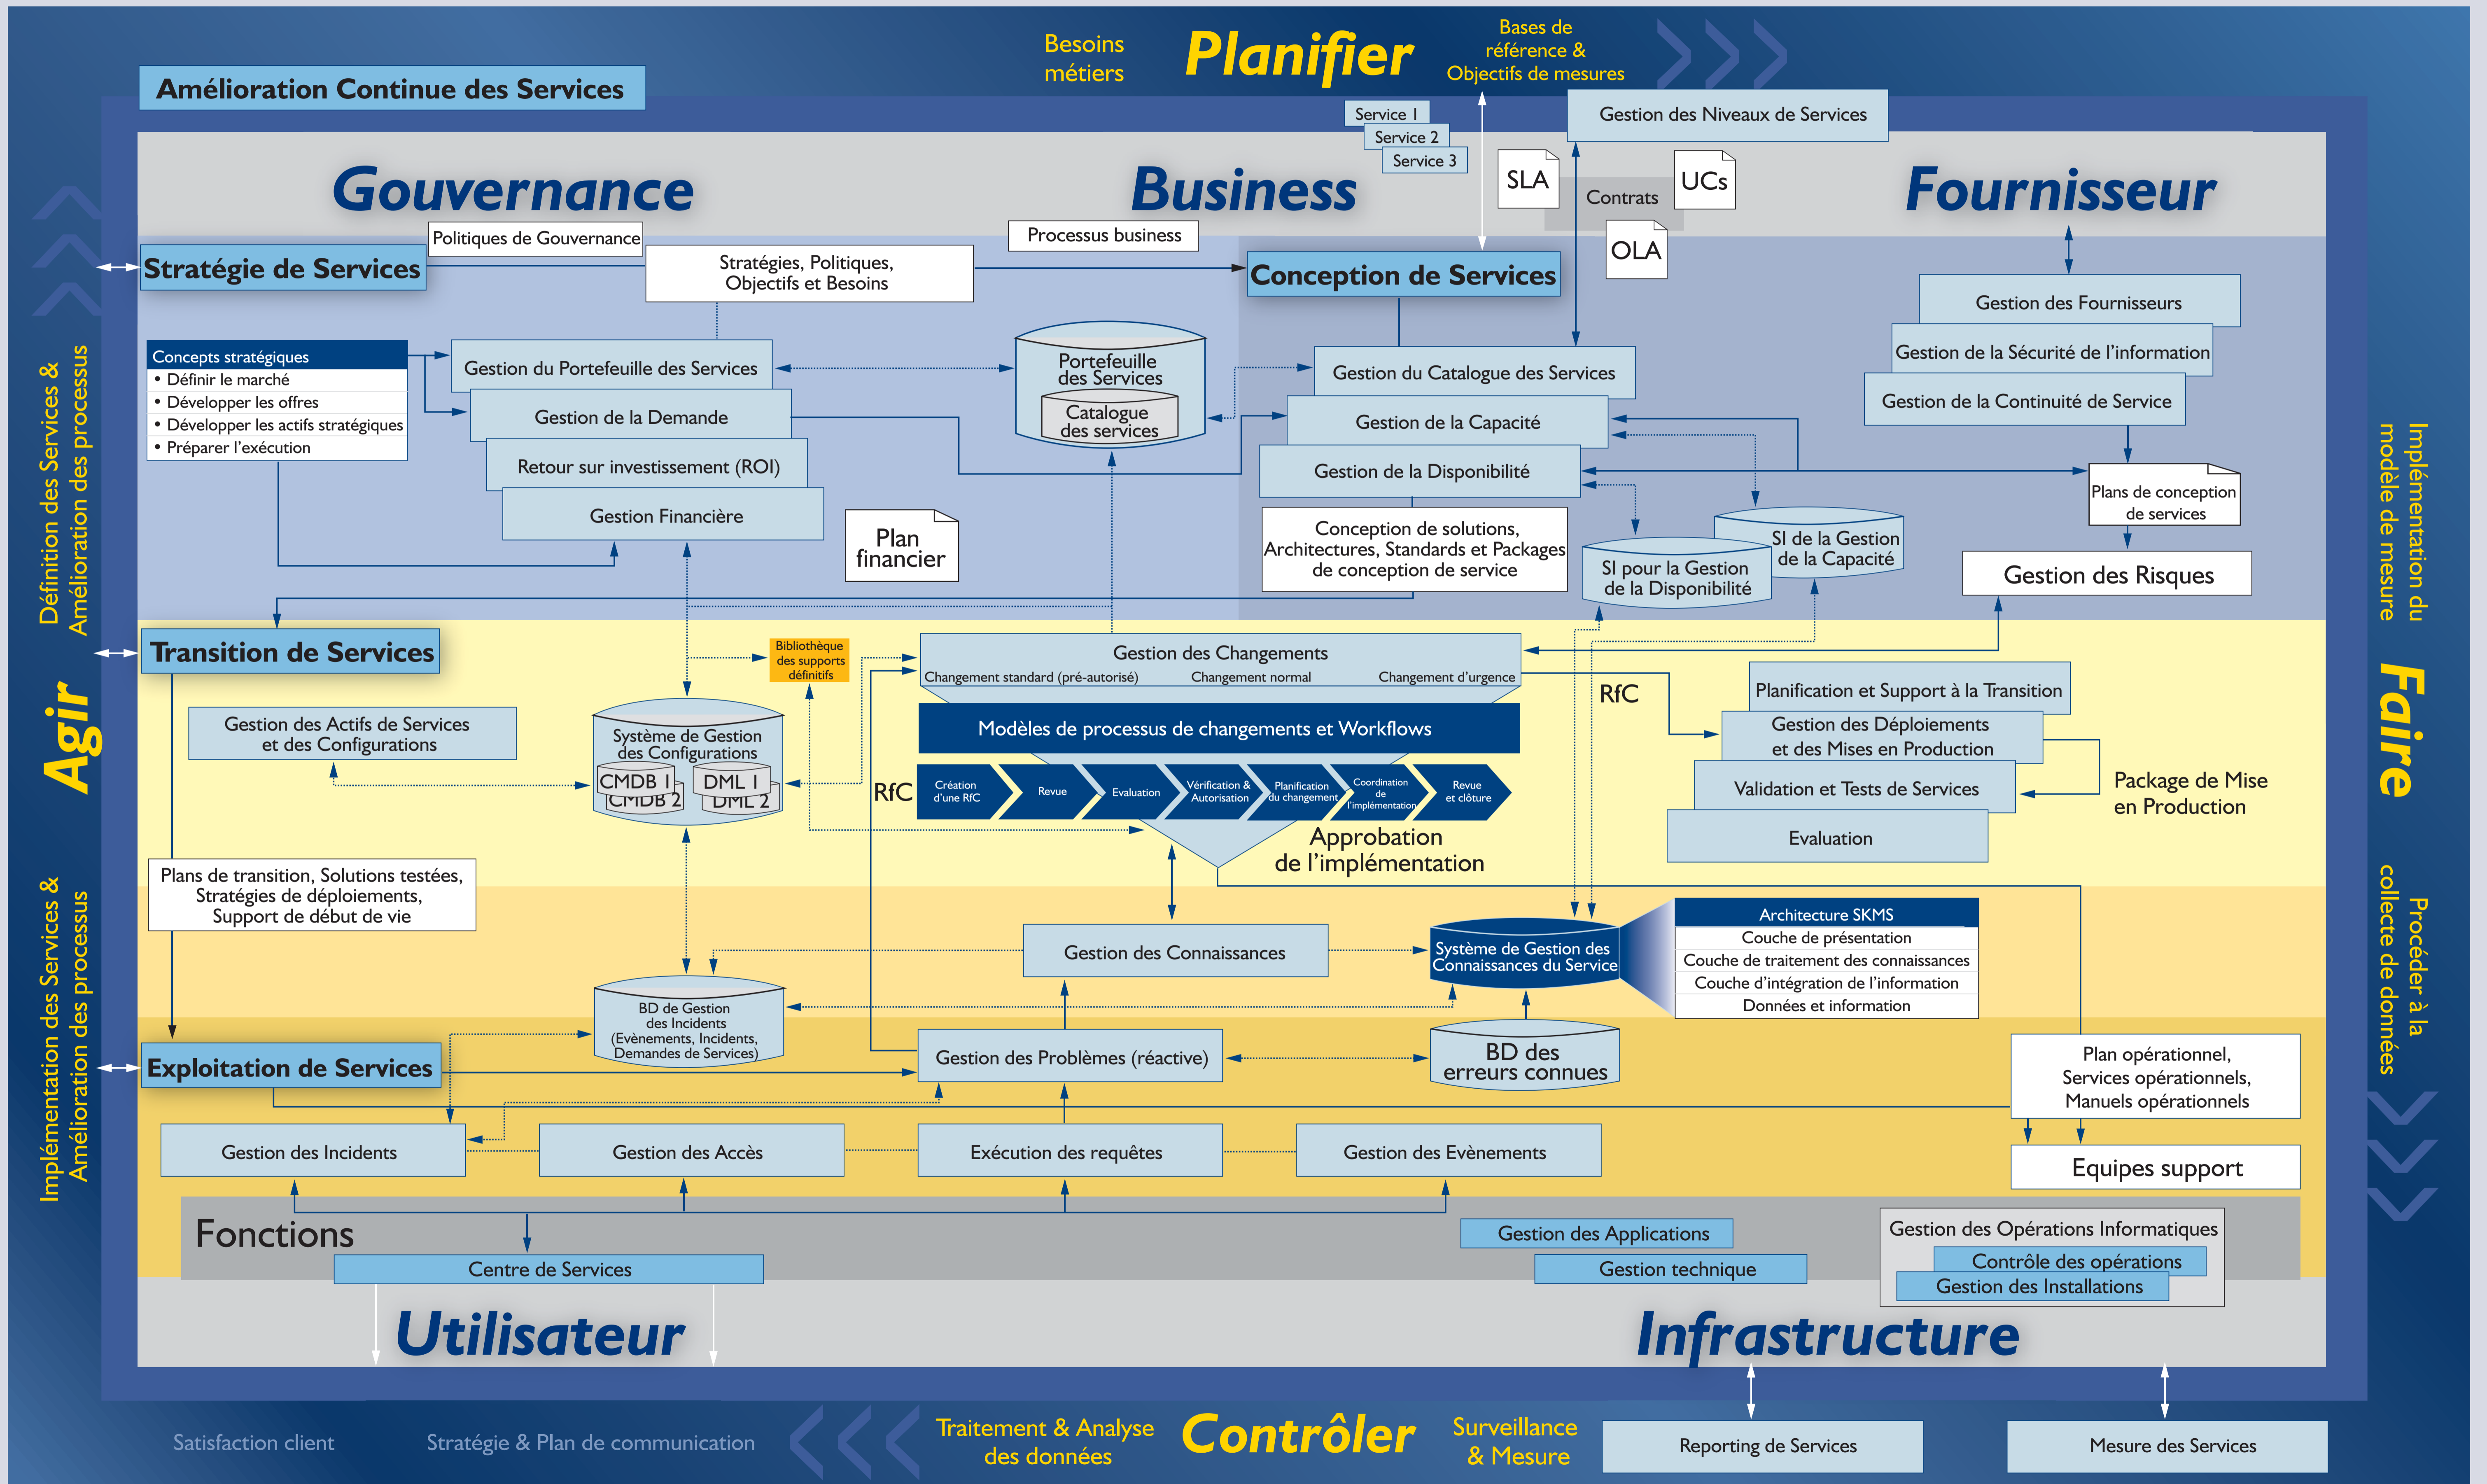 Besoins
métiers
Planifier
Bases de
référence &
Objectifs de mesures
Amélioration Continue des Services
Service 1
Service 2
Service 3
Gestion des Niveaux de Services
Gouvernance
Business
Fournisseur
SLA
Contrats
UCs
OLA
Politiques de Gouvernance
Processus business
Stratégie de Services
Stratégies, Politiques,
Objectifs et Besoins
Conception de Services
Concepts stratégiques
• Définir le marché
• Développer les offres
• Développer les actifs stratégiques
• Préparer l’exécution
Gestion du Portefeuille des Services
Gestion de la Demande
Retour sur investissement (ROI)
Gestion Financière
Plan
financier
Portefeuille
des Services
Catalogue
des services
Gestion du Catalogue des Services
Gestion de la Capacité
Gestion de la Disponibilité
Conception de solutions,
Architectures, Standards et Packages
de conception de service
SI pour la Gestion
de la Disponibilité
SI de la Gestion
de la Capacité
Gestion des Fournisseurs
Gestion de la Sécurité de l’information
Gestion de la Continuité de Service
Plans de conception
de services
Gestion des Risques
Définition des Services &
Amélioration des processus
Agir
Implémentation des Services &
Amélioration des processus
Implémentation du
modèle de mesure
Faire
Procéder à la
collecte de données
Transition de Services
Gestion des Actifs de Services
et des Configurations
Système de Gestion
des Configurations
CMDB 1
CMDB 2
DML 1
DML 2
Bibliothèque
des supports
définitifs
Gestion des Changements
Changement standard (pré-autorisé)
Changement normal
Changement d’urgence
Modèles de processus de changements et Workflows
RfC
Création
d’une RfC
Revue
Evaluation
Vérification &
Autorisation
Planification
du changement
Coordination
de
l’implémentation
Revue
et clôture
Approbation
de l’implémentation
RfC
Planification et Support à la Transition
Gestion des Déploiements
et des Mises en Production
Validation et Tests de Services
Evaluation
Package de Mise
en Production
Plans de transition, Solutions testées,
Stratégies de déploiements,
Support de début de vie
Gestion des Connaissances
Système de Gestion des
Connaissances du Service
Architecture SKMS
Couche de présentation
Couche de traitement des connaissances
Couche d’intégration de l’information
Données et information
BD de Gestion
des Incidents
(Evènements, Incidents,
Demandes de Services)
Exploitation de Services
Gestion des Problèmes (réactive)
BD des
erreurs connues
Plan opérationnel,
Services opérationnels,
Manuels opérationnels
Equipes support
Gestion des Incidents
Gestion des Accès
Exécution des requêtes
Gestion des Evènements
Fonctions
Centre de Services
Gestion des Applications
Gestion technique
Gestion des Opérations Informatiques
Contrôle des opérations
Gestion des Installations
Utilisateur
Infrastructure
Satisfaction client
Stratégie & Plan de communication
Traitement & Analyse
des données
Contrôler
Surveillance
& Mesure
Reporting de Services
Mesure des Services